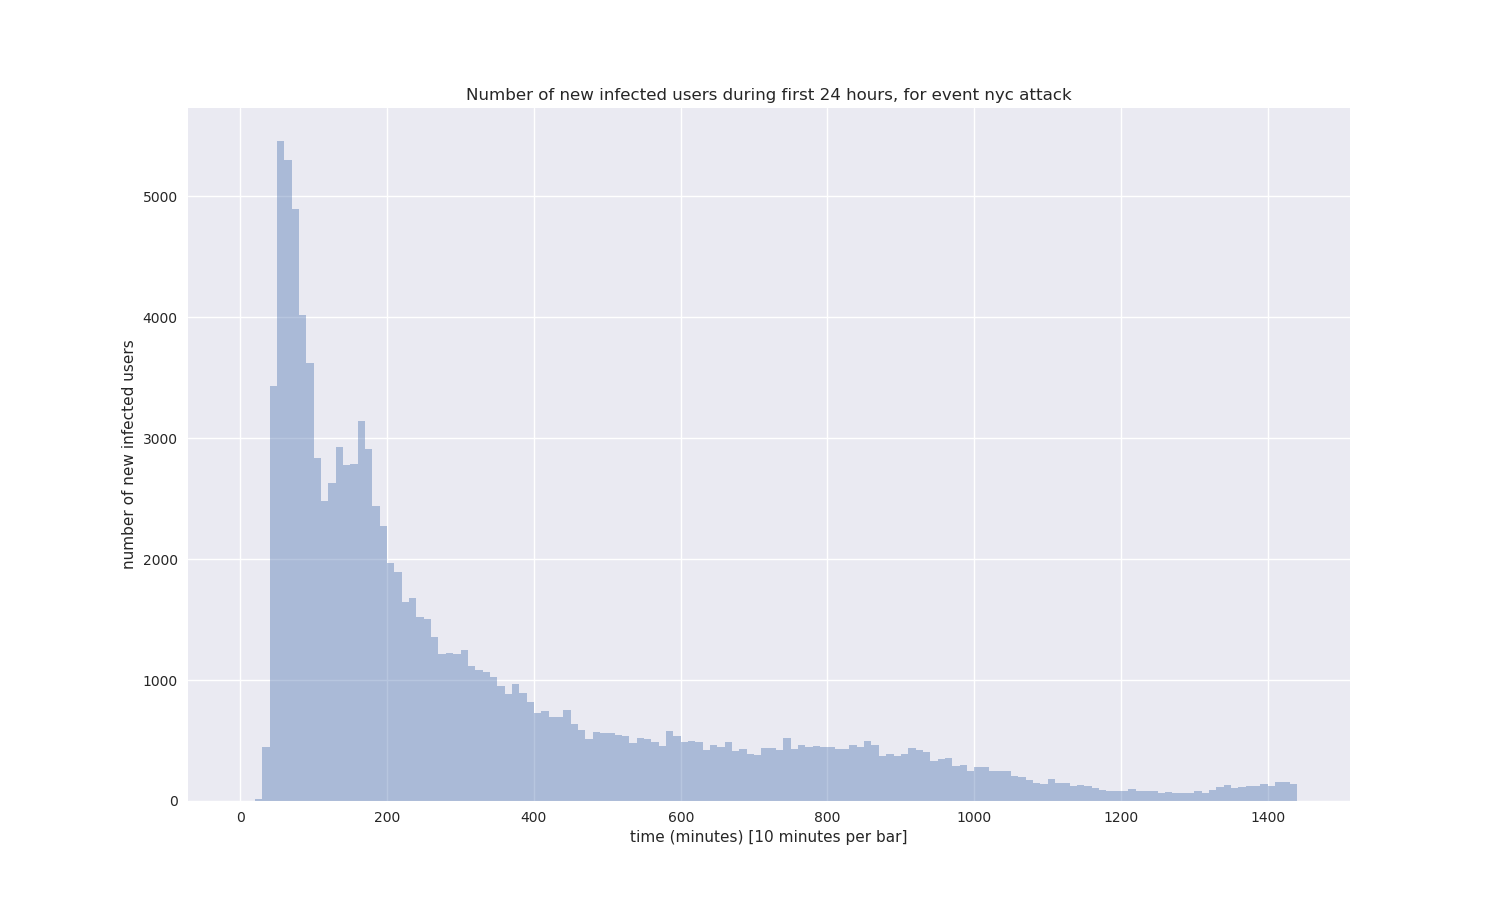 Number of new infected users during first 24 hours, for event nyc attack
number of new infected users
5000
4000
3000
2000
1000
0
0 200 400 600 800 1000 1200 1400
time (minutes) [10 minutes per bar]